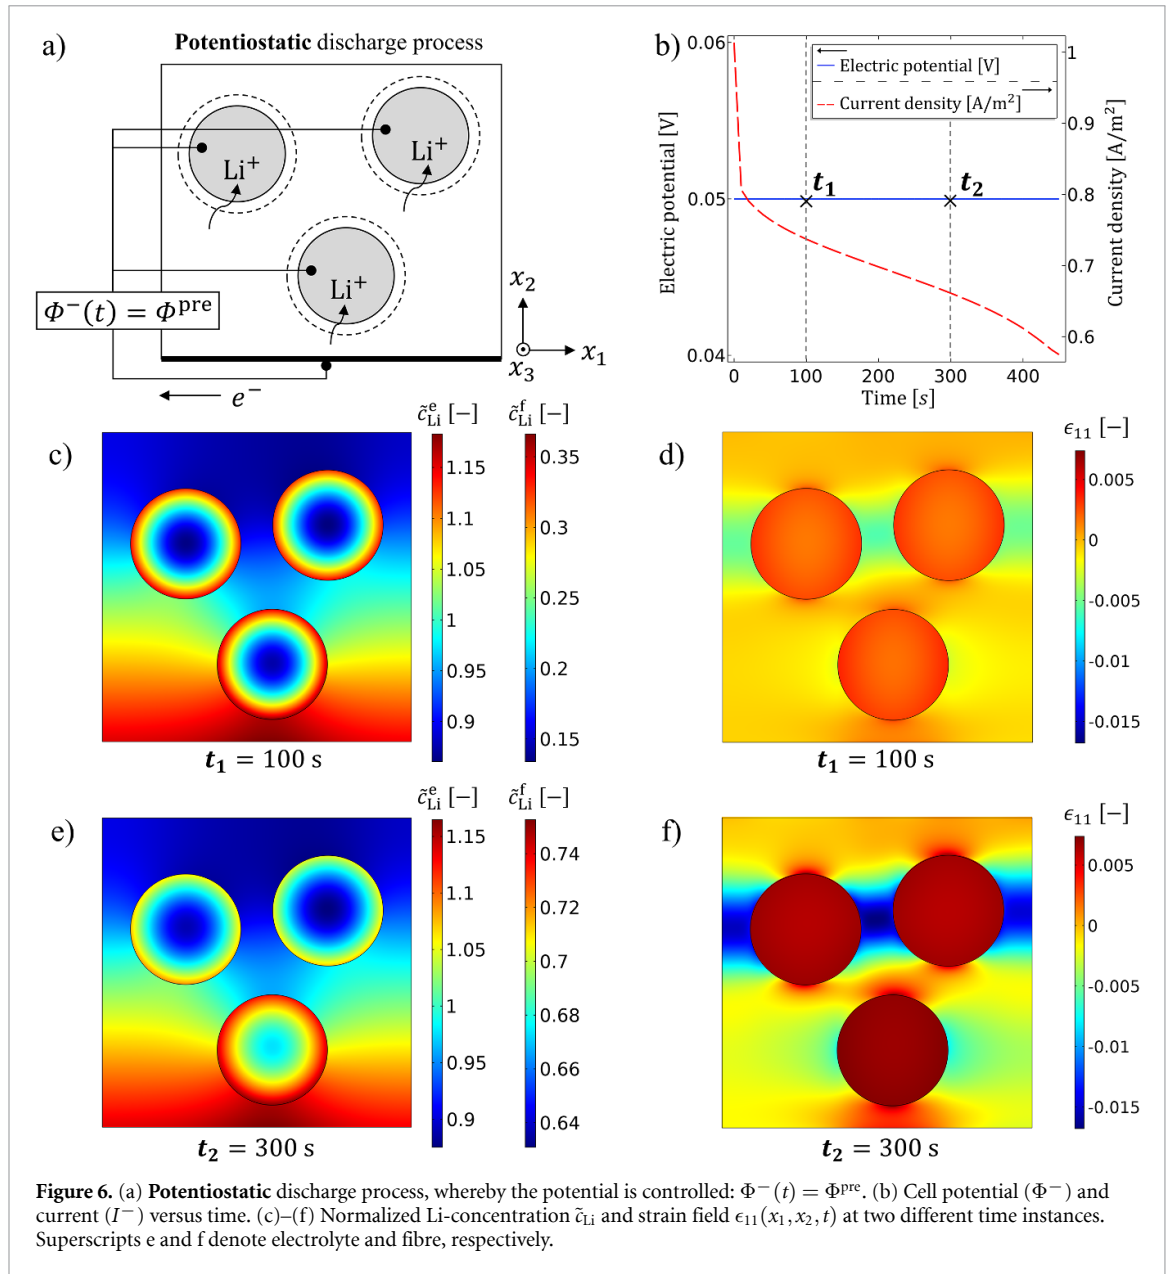 a)
Potentiostatic discharge process
Li⁺
Li⁺
Li⁺
Φ⁻(t) = Φᵖʳᵉ
e⁻
x₂
x₁
x₃
b)
Electric potential [V]
Current density [A/m²]
0.06
0.05
0.04
Electric potential [V]
1
0.9
0.8
0.7
0.6
Current density [A/m²]
t₁
t₂
0
100
200
300
400
Time [s]
c)
c̃ᵉ_Li [−]
1.15
1.1
1.05
1
0.95
0.9
c̃ᶠ_Li [−]
0.35
0.3
0.25
0.2
0.15
t₁ = 100 s
d)
ϵ₁₁ [−]
0.005
0
-0.005
-0.01
-0.015
t₁ = 100 s
e)
c̃ᵉ_Li [−]
1.15
1.1
1.05
1
0.95
0.9
c̃ᶠ_Li [−]
0.74
0.72
0.7
0.68
0.66
0.64
t₂ = 300 s
f)
ϵ₁₁ [−]
0.005
0
-0.005
-0.01
-0.015
t₂ = 300 s
Figure 6. (a) Potentiostatic discharge process, whereby the potential is controlled: Φ⁻(t) = Φᵖʳᵉ. (b) Cell potential (Φ⁻) and
current (I⁻) versus time. (c)–(f) Normalized Li-concentration c̃_Li and strain field ϵ₁₁(x₁, x₂, t) at two different time instances.
Superscripts e and f denote electrolyte and fibre, respectively.